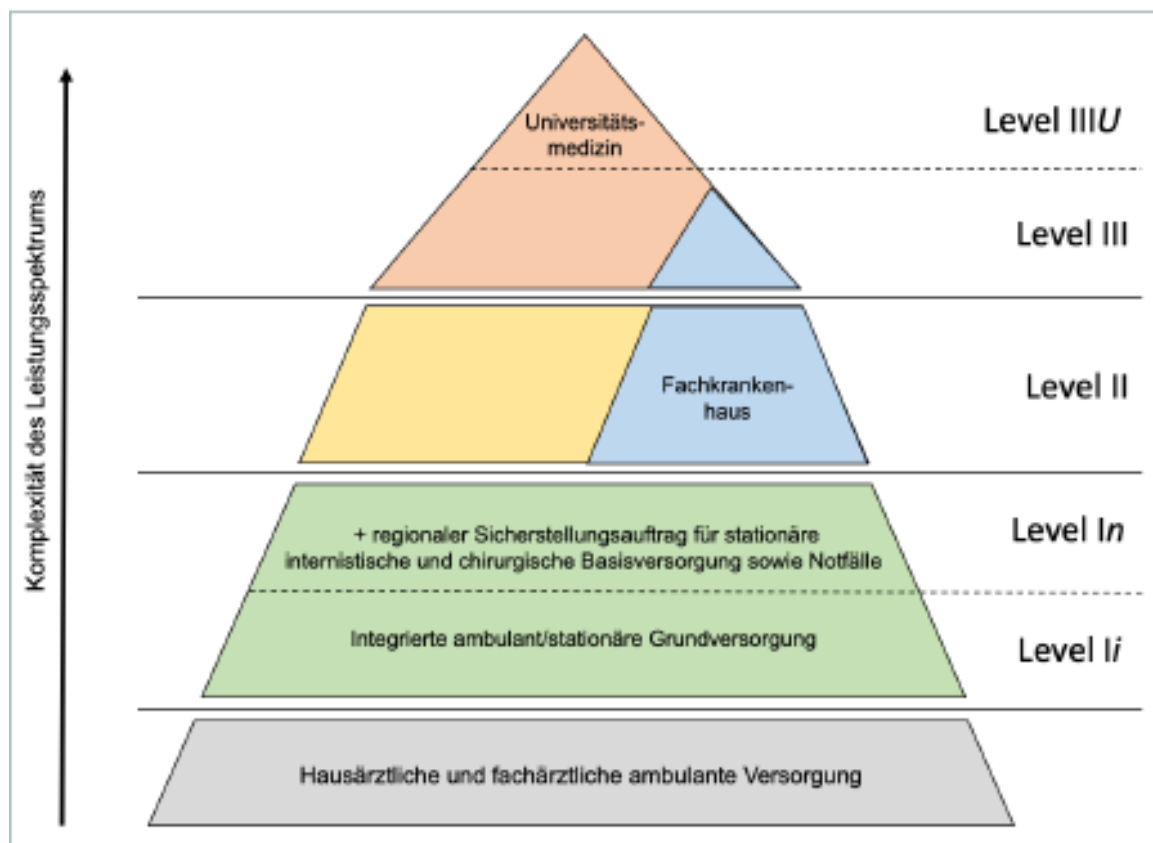 Komplexität des Leistungsspektrums
Universitäts-
medizin
Level IIIU
Level III
Fachkranken-
haus
Level II
+ regionaler Sicherstellungsauftrag für stationäre
internistische und chirurgische Basisversorgung sowie Notfälle
Level In
Integrierte ambulant/stationäre Grundversorgung
Level Ii
Hausärztliche und fachärztliche ambulante Versorgung